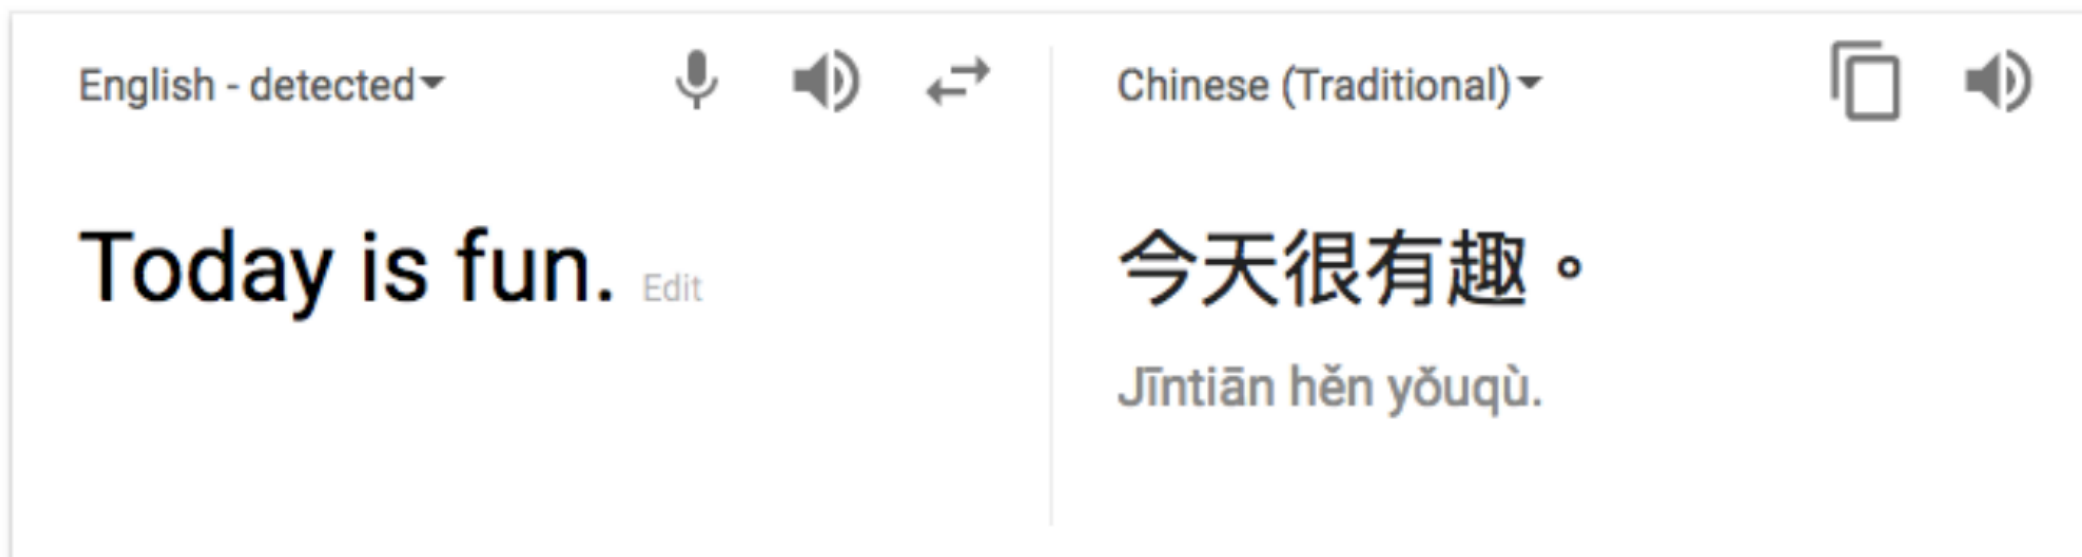 English - detected
Chinese (Traditional)
Today is fun. Edit
今天很有趣。
Jīntiān hěn yǒuqù.